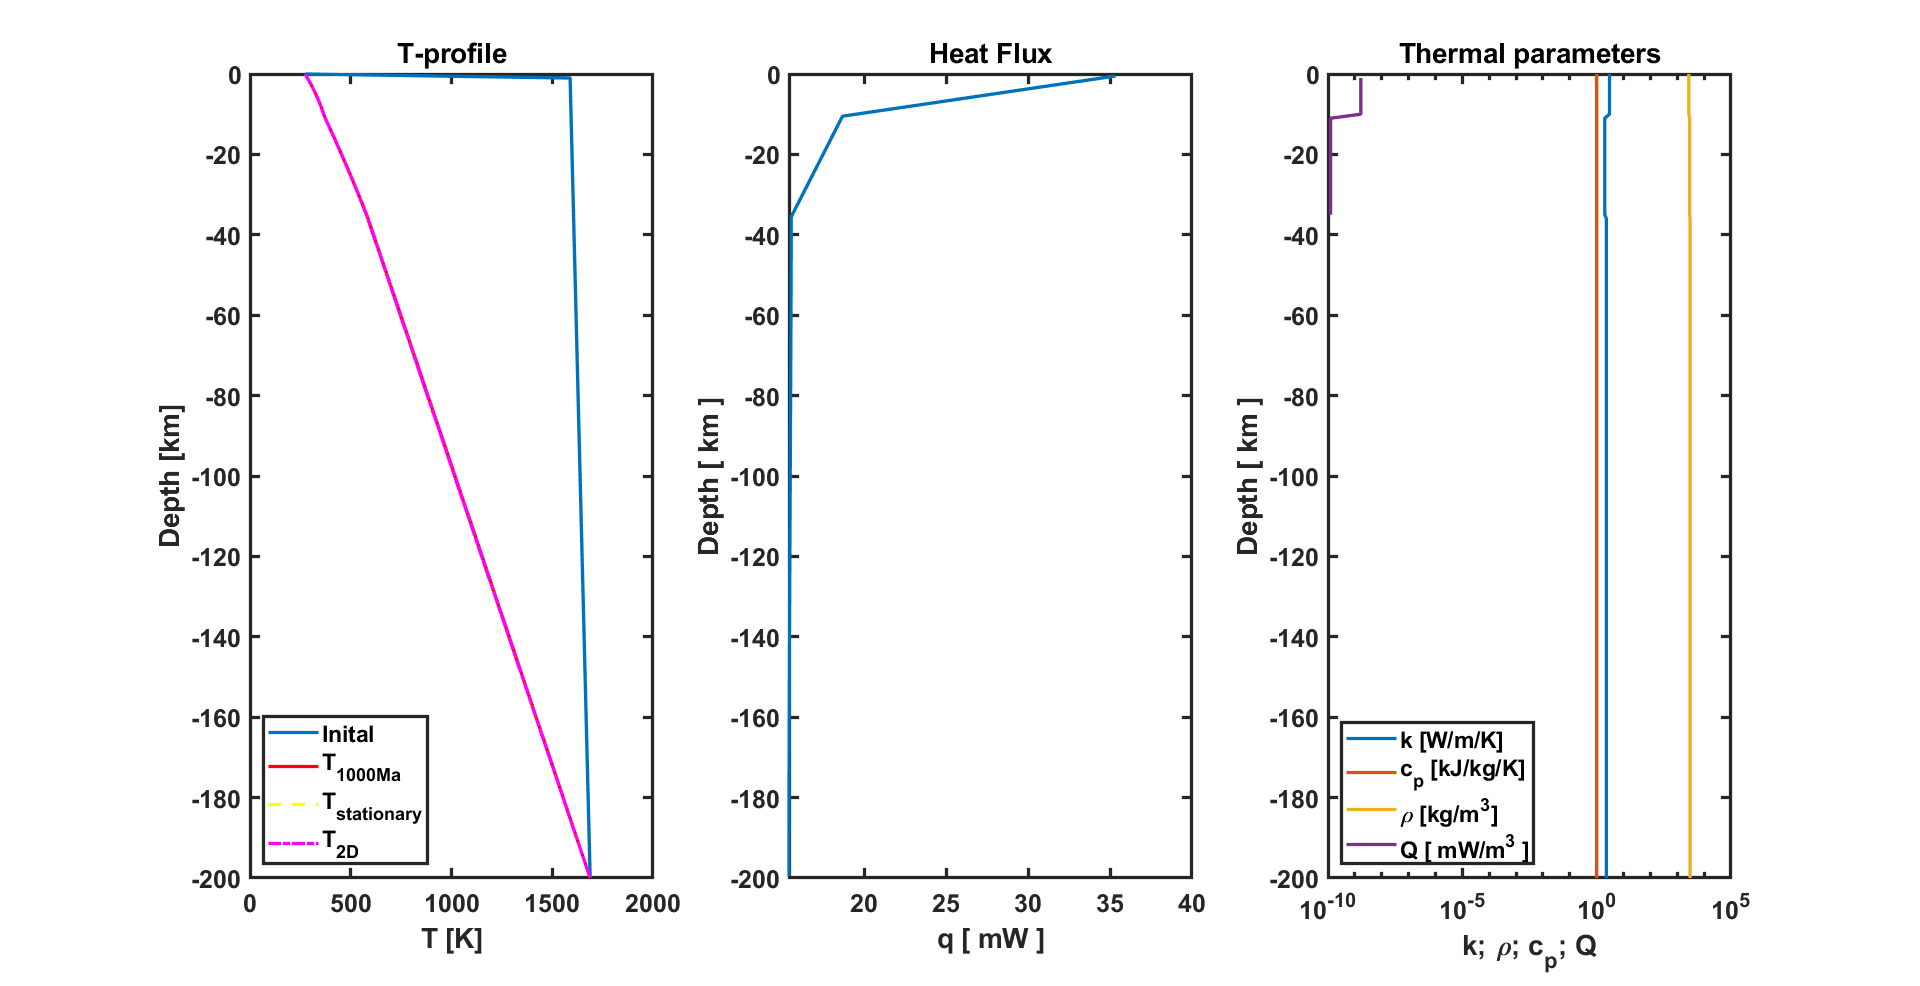 T-profile
0
-20
-40
-60
-80
-100
-120
-140
-160
-180
-200
0
500
1000
1500
2000
Depth [km]
T [K]
Inital
T1000Ma
Tstationary
T2D
Heat Flux
0
-20
-40
-60
-80
-100
-120
-140
-160
-180
-200
20
25
30
35
40
Depth [ km ]
q [ mW ]
Thermal parameters
0
-20
-40
-60
-80
-100
-120
-140
-160
-180
-200
10-10
10-5
100
105
Depth [ km ]
k; ρ; cp; Q
k [W/m/K]
cp [kJ/kg/K]
ρ [kg/m3]
Q [ mW/m3 ]